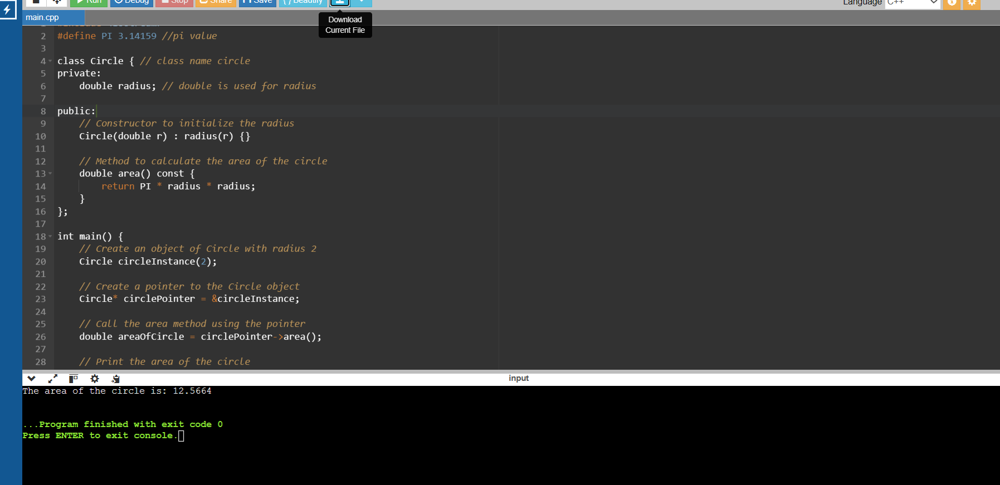 Run Debug Stop Share Save { } Beautify
Language C++
main.cpp
Download
Current File
2 #define PI 3.14159 //pi value
3
4 class Circle { // class name circle
5 private:
6 double radius; // double is used for radius
7
8 public:
9 // Constructor to initialize the radius
10 Circle(double r) : radius(r) {}
11
12 // Method to calculate the area of the circle
13 double area() const {
14 return PI * radius * radius;
15 }
16 };
17
18 int main() {
19 // Create an object of Circle with radius 2
20 Circle circleInstance(2);
21
22 // Create a pointer to the Circle object
23 Circle* circlePointer = &circleInstance;
24
25 // Call the area method using the pointer
26 double areaOfCircle = circlePointer->area();
27
28 // Print the area of the circle
input
The area of the circle is: 12.5664
...Program finished with exit code 0
Press ENTER to exit console.